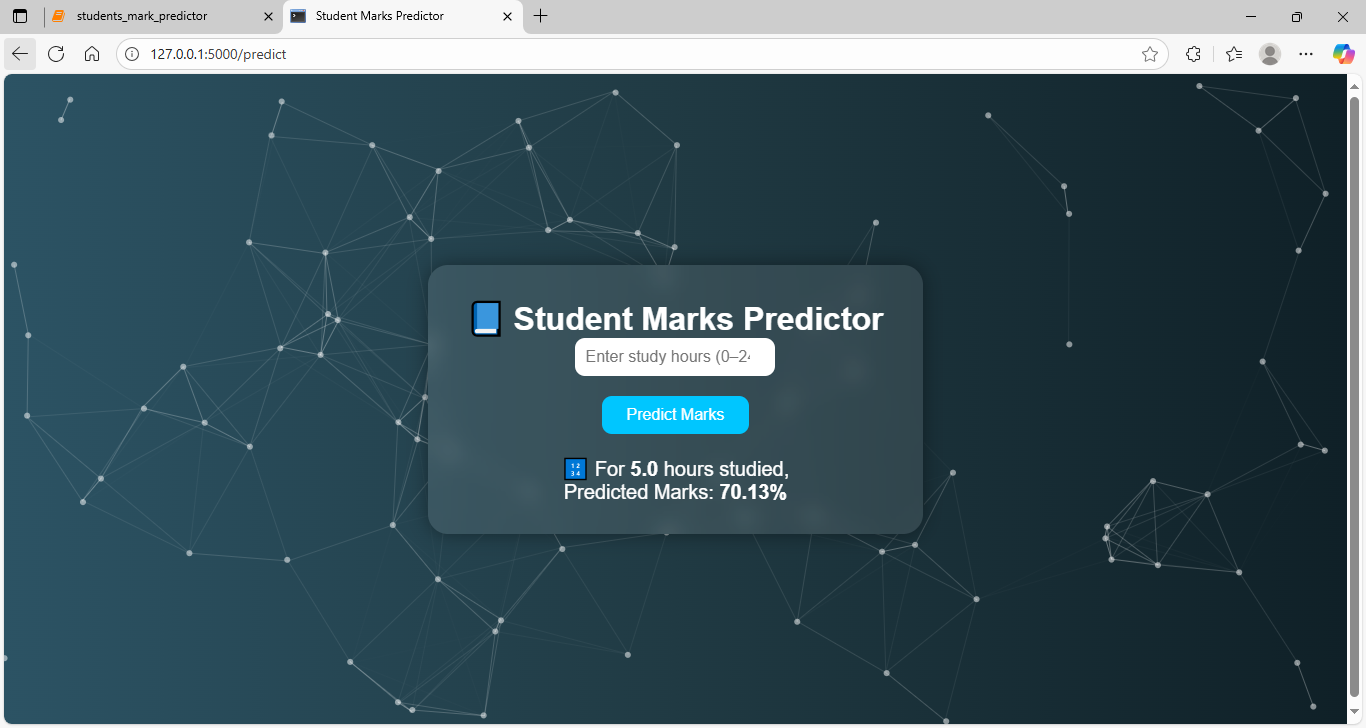 students_mark_predictor
Student Marks Predictor
127.0.0.1:5000/predict
📘 Student Marks Predictor
Enter study hours (0–2
Predict Marks
🔢 For 5.0 hours studied,
Predicted Marks: 70.13%